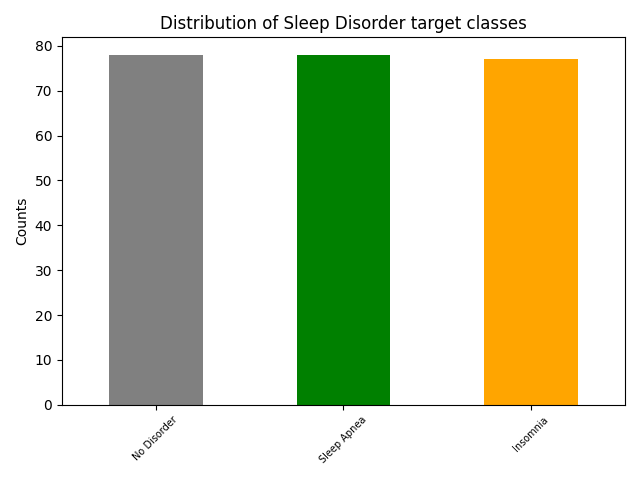 Distribution of Sleep Disorder target classes
80
70
60
50
40
30
20
10
0
Counts
No Disorder
Sleep Apnea
Insomnia